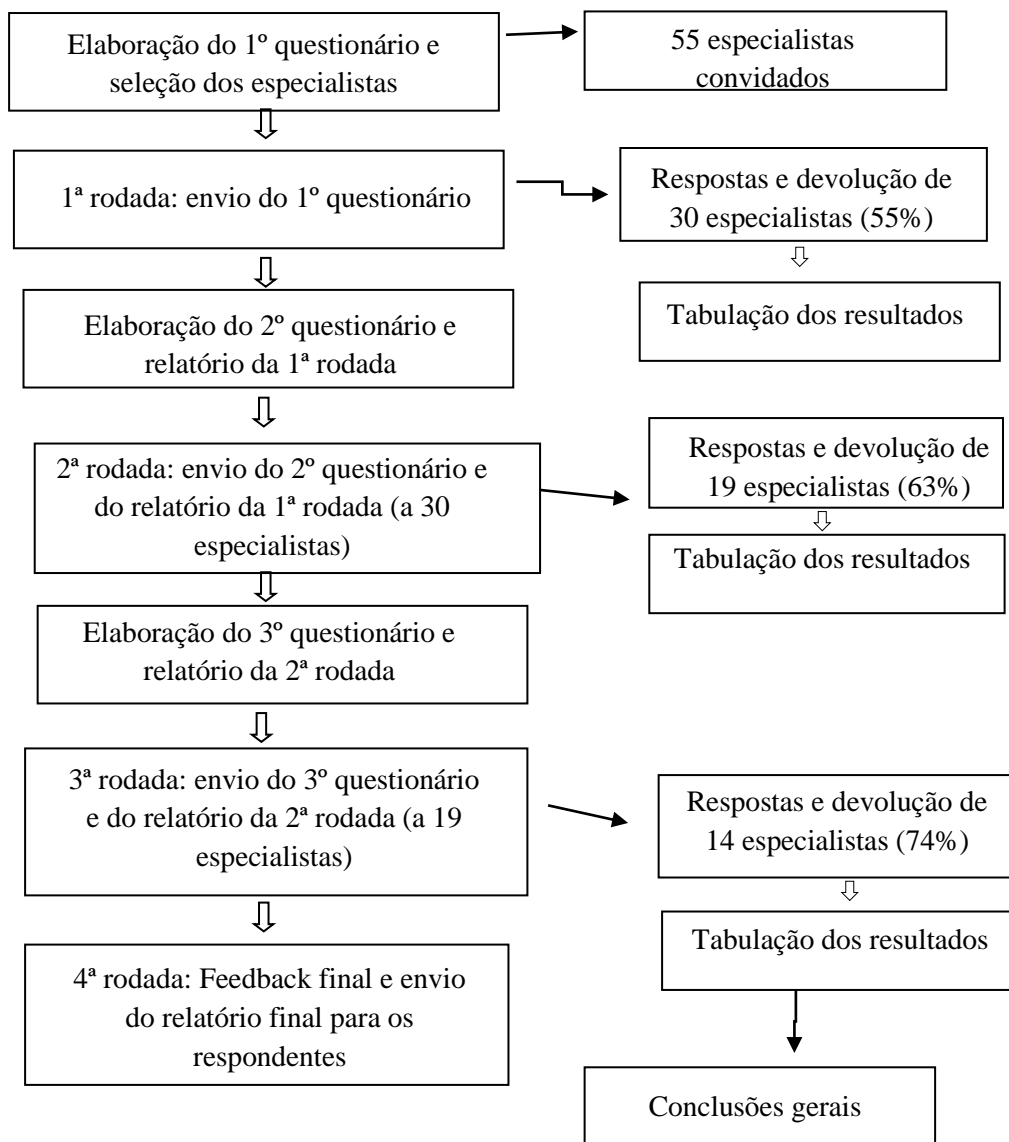 Elaboração do 1º questionário e
seleção dos especialistas
55 especialistas
convidados
1ª rodada: envio do 1º questionário
Respostas e devolução de
30 especialistas (55%)
Tabulação dos resultados
Elaboração do 2º questionário e
relatório da 1ª rodada
2ª rodada: envio do 2º questionário e
do relatório da 1ª rodada (a 30
especialistas)
Respostas e devolução de
19 especialistas (63%)
Tabulação dos resultados
Elaboração do 3º questionário e
relatório da 2ª rodada
3ª rodada: envio do 3º questionário
e do relatório da 2ª rodada (a 19
especialistas)
Respostas e devolução de
14 especialistas (74%)
Tabulação dos resultados
4ª rodada: Feedback final e envio
do relatório final para os
respondentes
Conclusões gerais